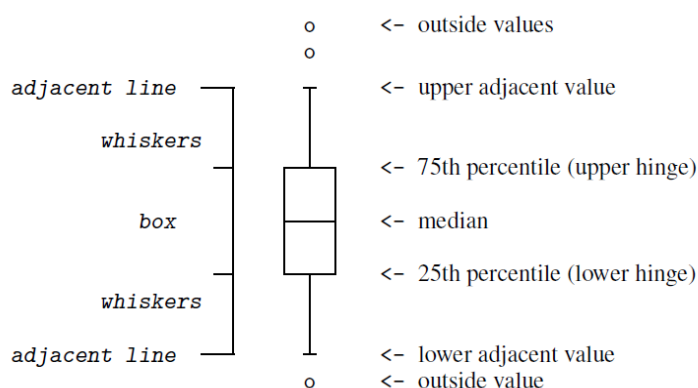 <- outside values
adjacent line <- upper adjacent value
whiskers
<- 75th percentile (upper hinge)
box <- median
<- 25th percentile (lower hinge)
whiskers
adjacent line <- lower adjacent value
<- outside value